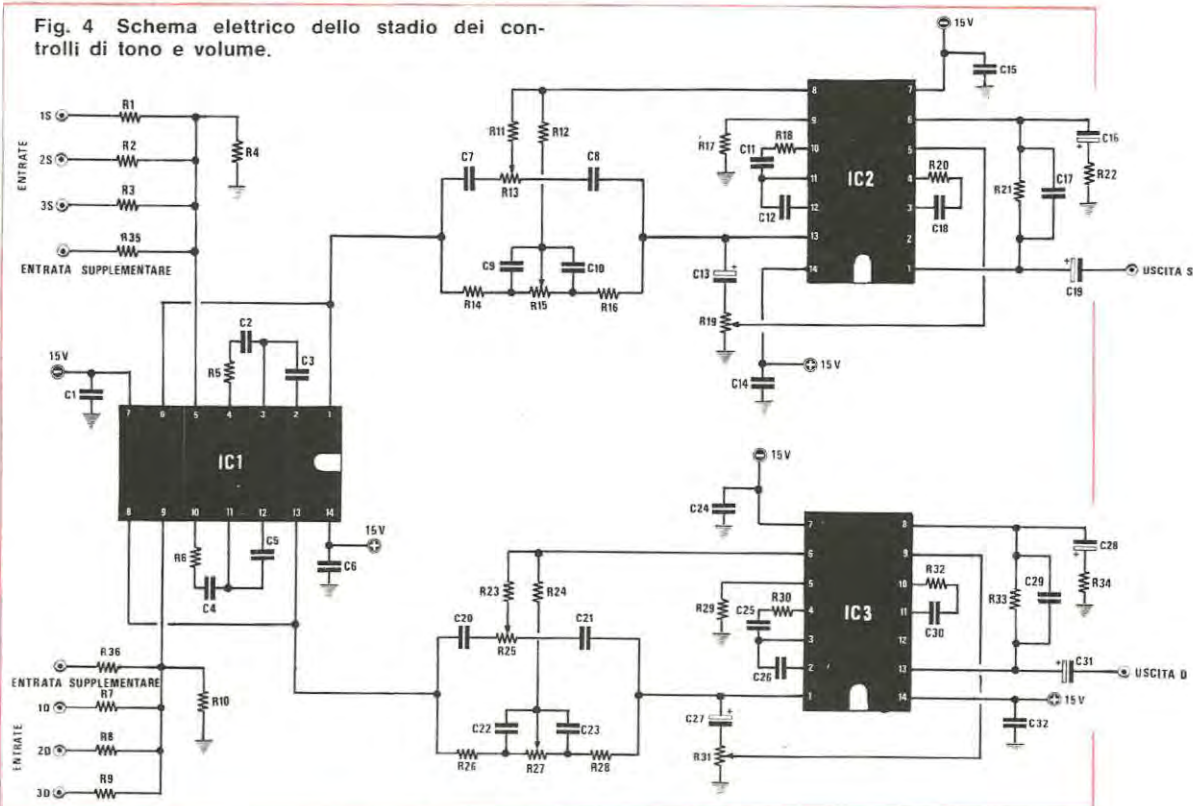 Fig. 4 Schema elettrico dello stadio dei con-
trolli di tono e volume.
ENTRATE
1S
R1
2S
R2
3S
R3
R35
R4
ENTRATA SUPPLEMENTARE
15V
C1
C2
R5
C3
7
6
5
4
3
2
1
IC1
8
9
10
11
12
13
14
R6
C4
C5
C6
15V
R36
ENTRATA SUPPLEMENTARE
R10
ENTRATE
1D
R7
2D
R8
3D
R9
R11
R12
C7
R13
C8
C9
C10
R14
R15
R16
15V
C15
R17
R18
C11
C12
8
9
10
11
12
13
14
IC2
7
6
5
4
3
2
1
R20
C18
R21
C17
C16
R22
C19
USCITA S
C13
R19
C14
15V
15V
C24
R23
R24
C20
R25
C21
C22
C23
R26
R27
R28
R29
R30
C25
C26
7
6
5
4
3
2
1
IC3
8
9
10
11
12
13
14
R32
C30
R33
C29
C28
R34
C31
USCITA D
15V
C32
C27
R31